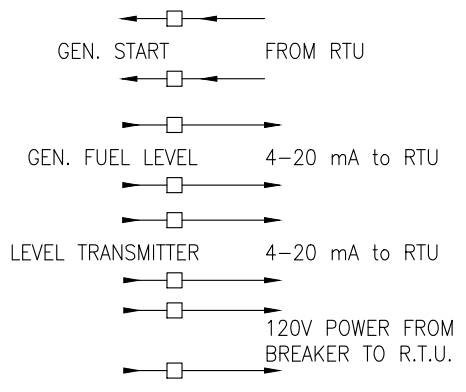 GEN. START FROM RTU
GEN. FUEL LEVEL 4-20 mA to RTU
LEVEL TRANSMITTER 4-20 mA to RTU
120V POWER FROM
BREAKER TO R.T.U.